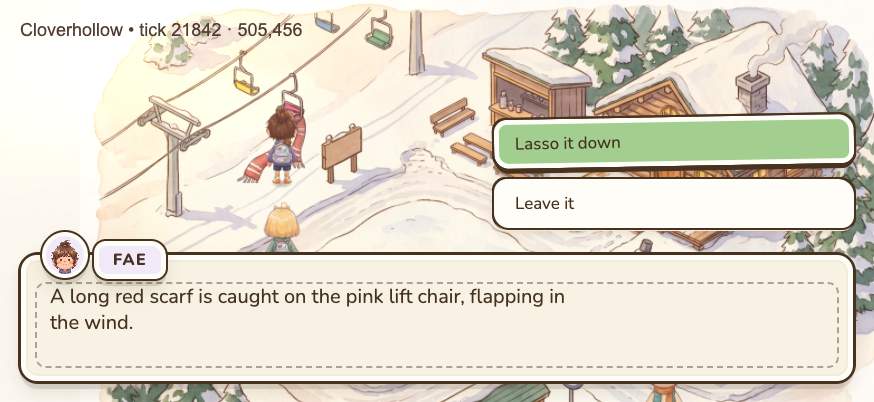 Cloverhollow • tick 21842 · 505,456
Lasso it down
Leave it
FAE
A long red scarf is caught on the pink lift chair, flapping in
the wind.